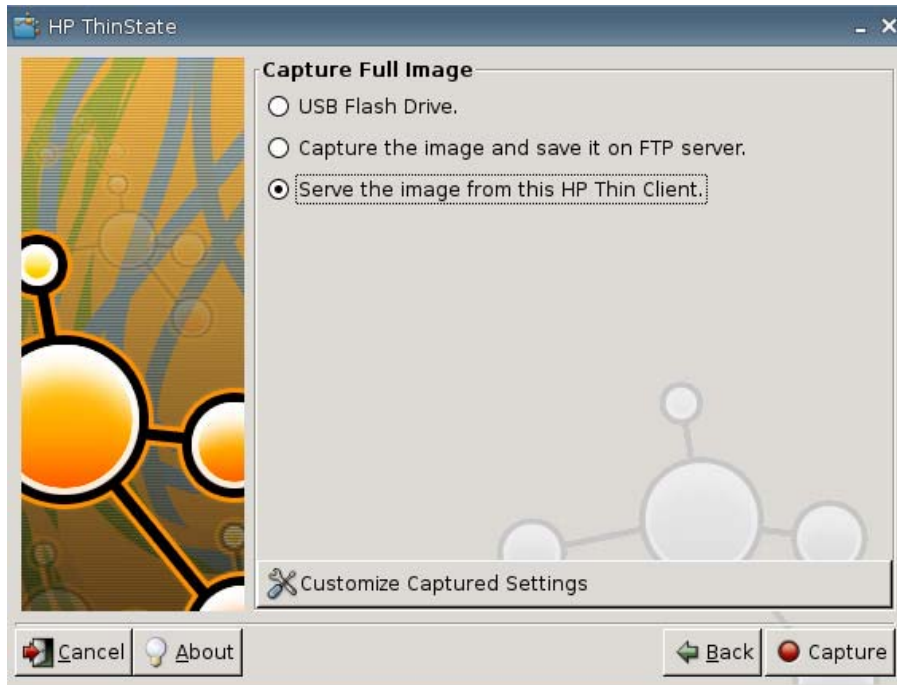 HP ThinState
Capture Full Image
USB Flash Drive.
Capture the image and save it on FTP server.
Serve the image from this HP Thin Client.
Customize Captured Settings
Cancel
About
Back
Capture